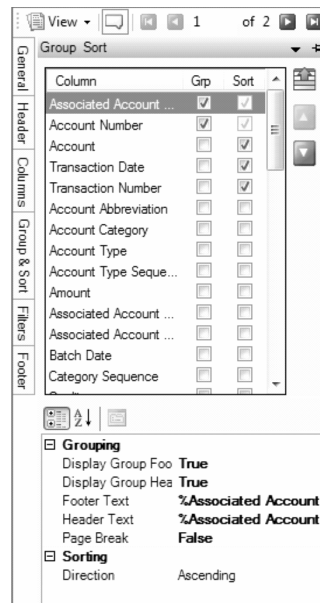 View
1 of 2
Group Sort
General
Header
Columns
Group & Sort
Filters
Footer
Column Grp Sort
Associated Account ...
Account Number
Account
Transaction Date
Transaction Number
Account Abbreviation
Account Category
Account Type
Account Type Seque...
Amount
Associated Account ...
Associated Account ...
Batch Date
Category Sequence
Grouping
Display Group Foo True
Display Group Hea True
Footer Text %Associated Account
Header Text %Associated Account
Page Break False
Sorting
Direction Ascending